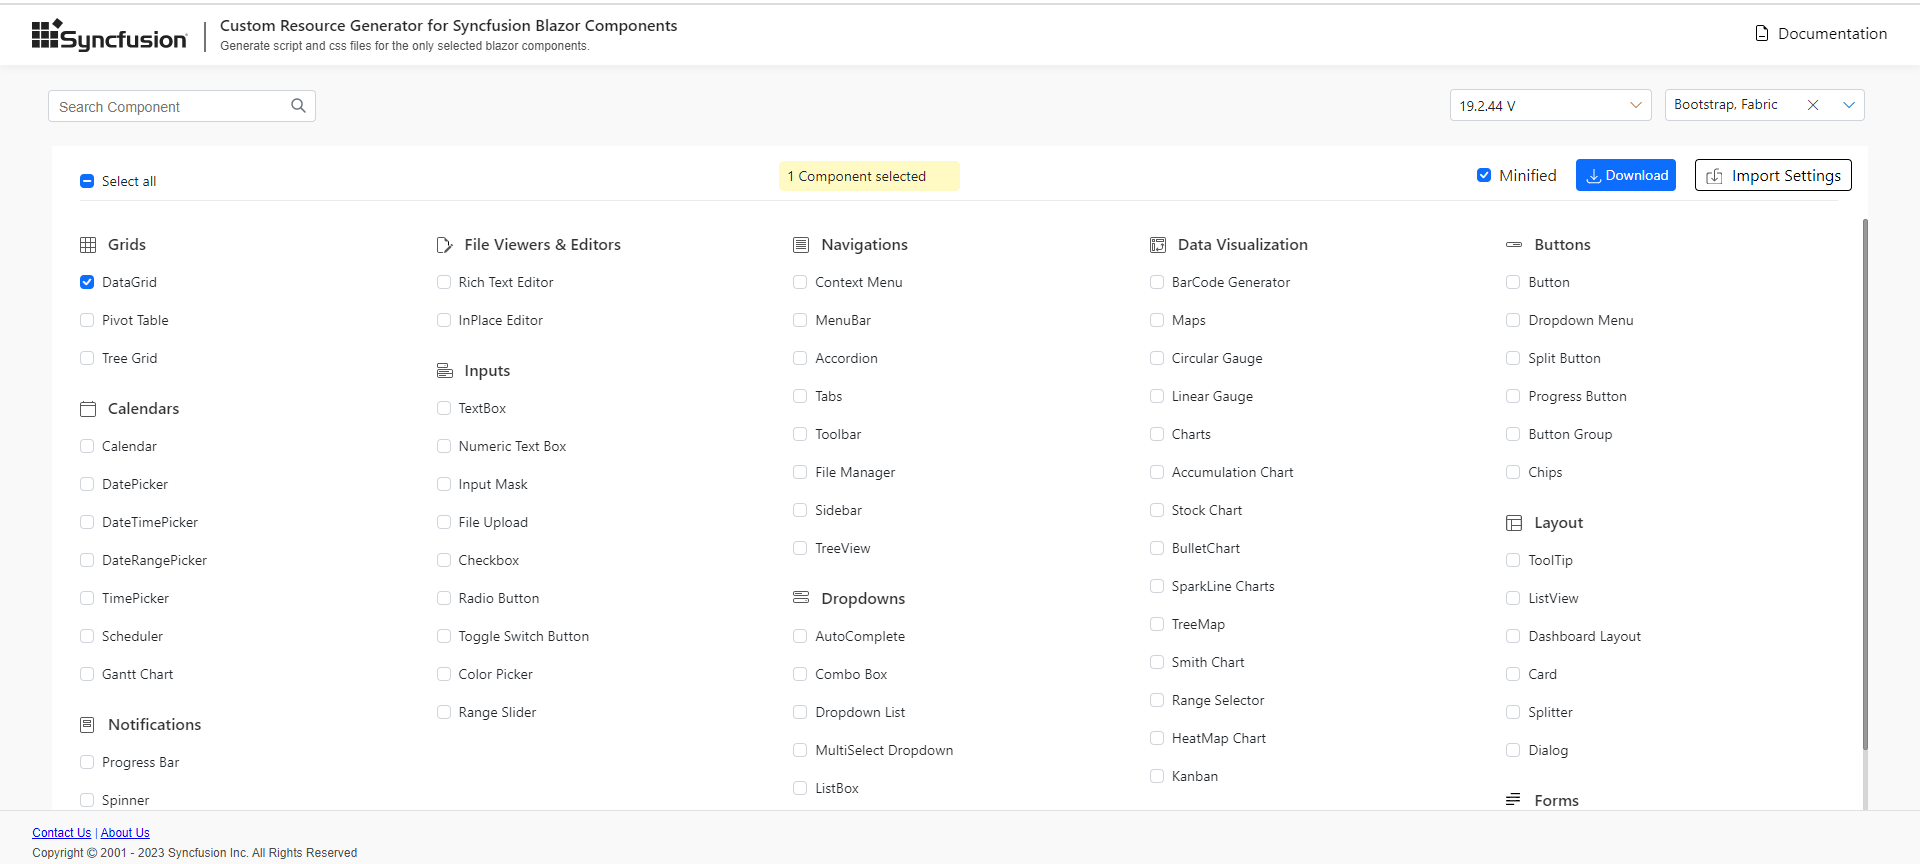 Syncfusion
Custom Resource Generator for Syncfusion Blazor Components
Generate script and css files for the only selected blazor components.
Documentation
Search Component
19.2.44 V
Bootstrap, Fabric
Select all
1 Component selected
Minified
Download
Import Settings
Grids
DataGrid
Pivot Table
Tree Grid
Calendars
Calendar
DatePicker
DateTimePicker
DateRangePicker
TimePicker
Scheduler
Gantt Chart
Notifications
Progress Bar
Spinner
File Viewers & Editors
Rich Text Editor
InPlace Editor
Inputs
TextBox
Numeric Text Box
Input Mask
File Upload
Checkbox
Radio Button
Toggle Switch Button
Color Picker
Range Slider
Navigations
Context Menu
MenuBar
Accordion
Tabs
Toolbar
File Manager
Sidebar
TreeView
Dropdowns
AutoComplete
Combo Box
Dropdown List
MultiSelect Dropdown
ListBox
Data Visualization
BarCode Generator
Maps
Circular Gauge
Linear Gauge
Charts
Accumulation Chart
Stock Chart
BulletChart
SparkLine Charts
TreeMap
Smith Chart
Range Selector
HeatMap Chart
Kanban
Buttons
Button
Dropdown Menu
Split Button
Progress Button
Button Group
Chips
Layout
ToolTip
ListView
Dashboard Layout
Card
Splitter
Dialog
Forms
Contact Us | About Us
Copyright © 2001 - 2023 Syncfusion Inc. All Rights Reserved